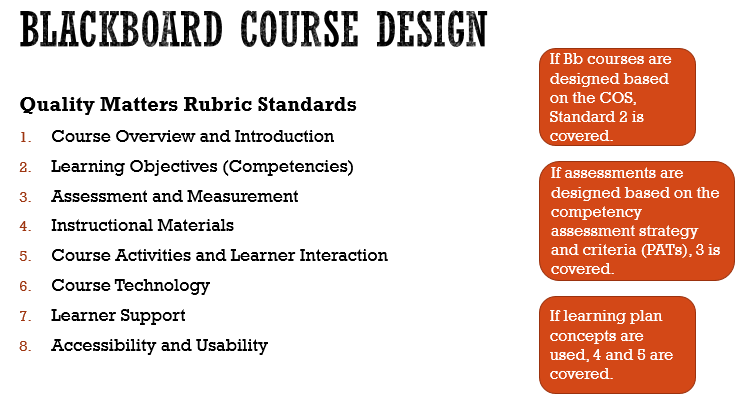 BLACKBOARD COURSE DESIGN
Quality Matters Rubric Standards
1. Course Overview and Introduction
2. Learning Objectives (Competencies)
3. Assessment and Measurement
4. Instructional Materials
5. Course Activities and Learner Interaction
6. Course Technology
7. Learner Support
8. Accessibility and Usability
If Bb courses are
designed based
on the COS,
Standard 2 is
covered.
If assessments are
designed based on the
competency
assessment strategy
and criteria (PATs), 3 is
covered.
If learning plan
concepts are
used, 4 and 5 are
covered.